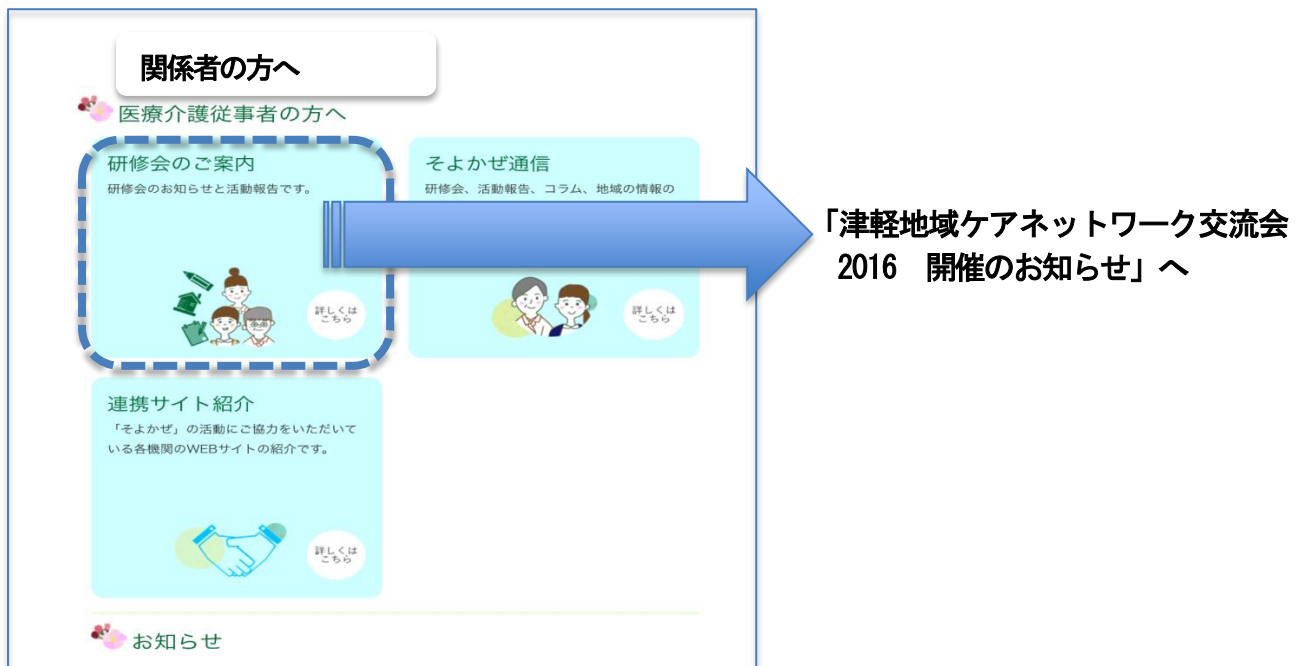 関係者の方へ
医療介護従事者の方へ
研修会のご案内
研修会のお知らせと活動報告です。
詳しくは
こちら
そよかぜ通信
研修会、活動報告、コラム、地域の情報の
詳しくは
こちら
「津軽地域ケアネットワーク交流会
2016 開催のお知らせ」へ
連携サイト紹介
「そよかぜ」の活動にご協力をいただいて
いる各機関のWEBサイトの紹介です。
詳しくは
こちら
お知らせ